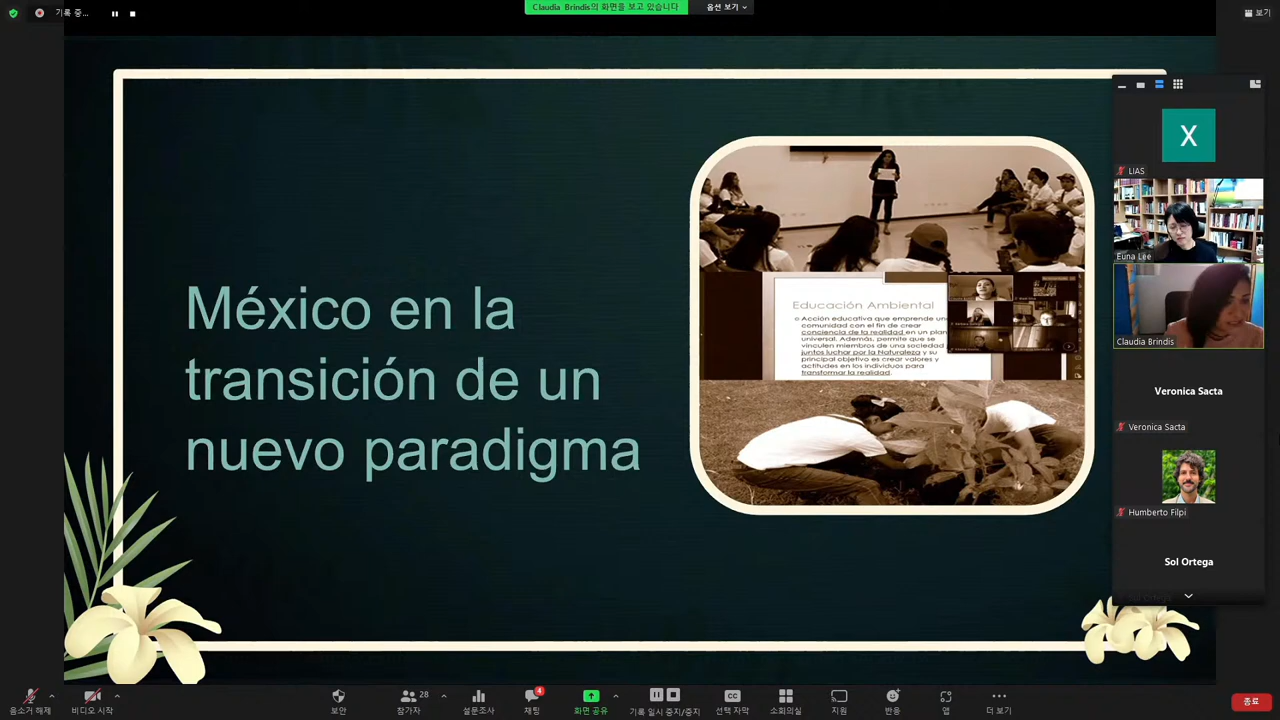 기록 중...
Claudia Brindis의 화면을 보고 있습니다
옵션 보기
보기
México en la
transición de un
nuevo paradigma
Educación Ambiental
Acción educativa que emprende una
comunidad con el fin de crear
conciencia de la realidad en un plan
universal. Además, permite que se
vinculen miembros de una sociedad
juntos luchar por la Naturaleza y su
principal objetivo es crear valores y
actitudes en los individuos para
transformar la realidad.
X
LIAS
Euna Lee
Claudia Brindis
Veronica Sacta
Veronica Sacta
Humberto Filpi
Sol Ortega
음소거 해제
비디오 시작
보안
28
참가자
설문조사
4
채팅
화면 공유
기록 일시 중지/중지
선택 자막
소회의실
지원
반응
앱
더 보기
종료